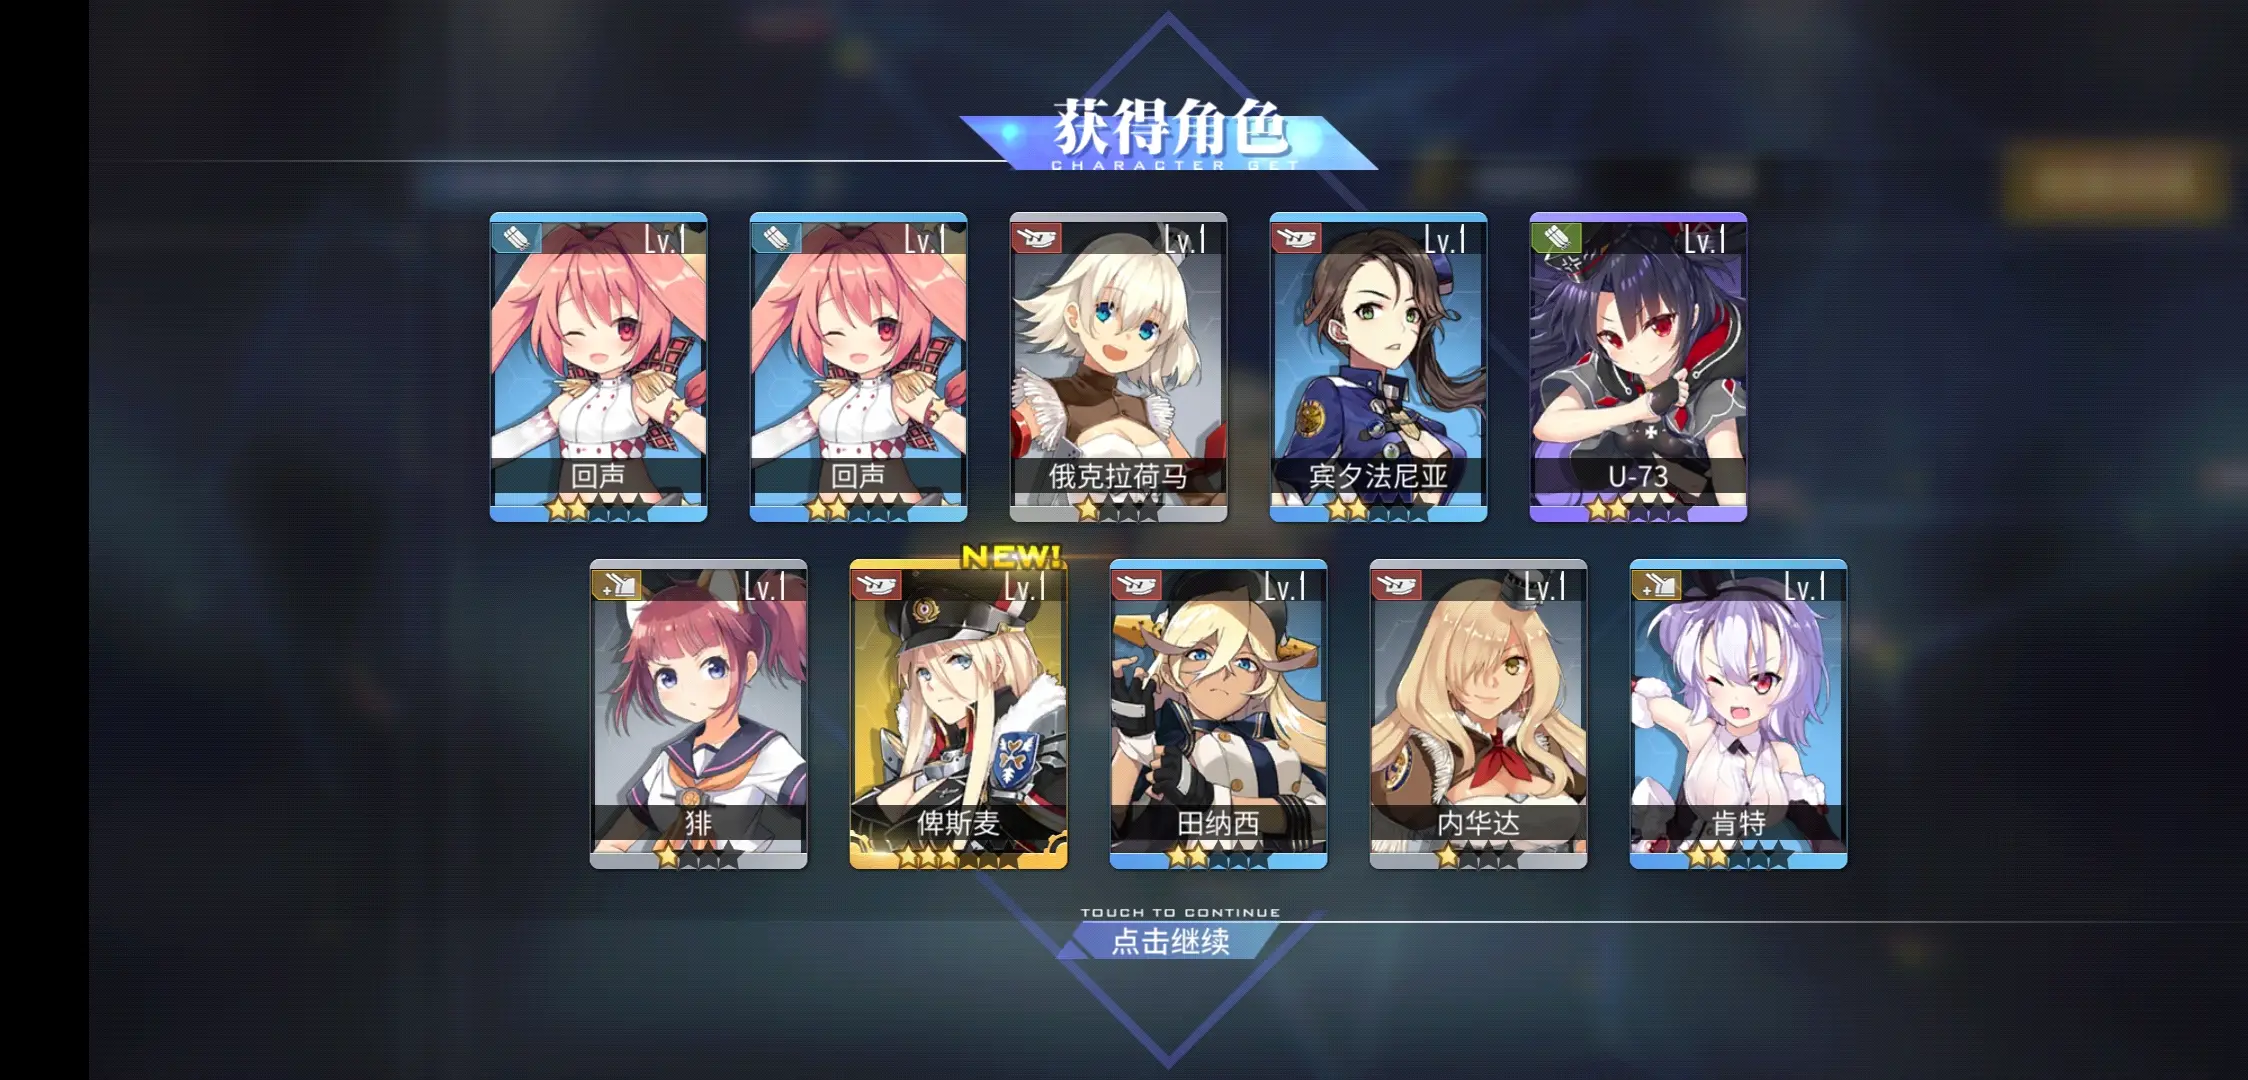 获得角色
CHARACTER GET
Lv.1 Lv.1 Lv.1 Lv.1 Lv.1
回声 回声 俄克拉荷马 宾夕法尼亚 U-73
NEW!
Lv.1 Lv.1 Lv.1 Lv.1 Lv.1
猅 俾斯麦 田纳西 内华达 肯特
TOUCH TO CONTINUE
点击继续